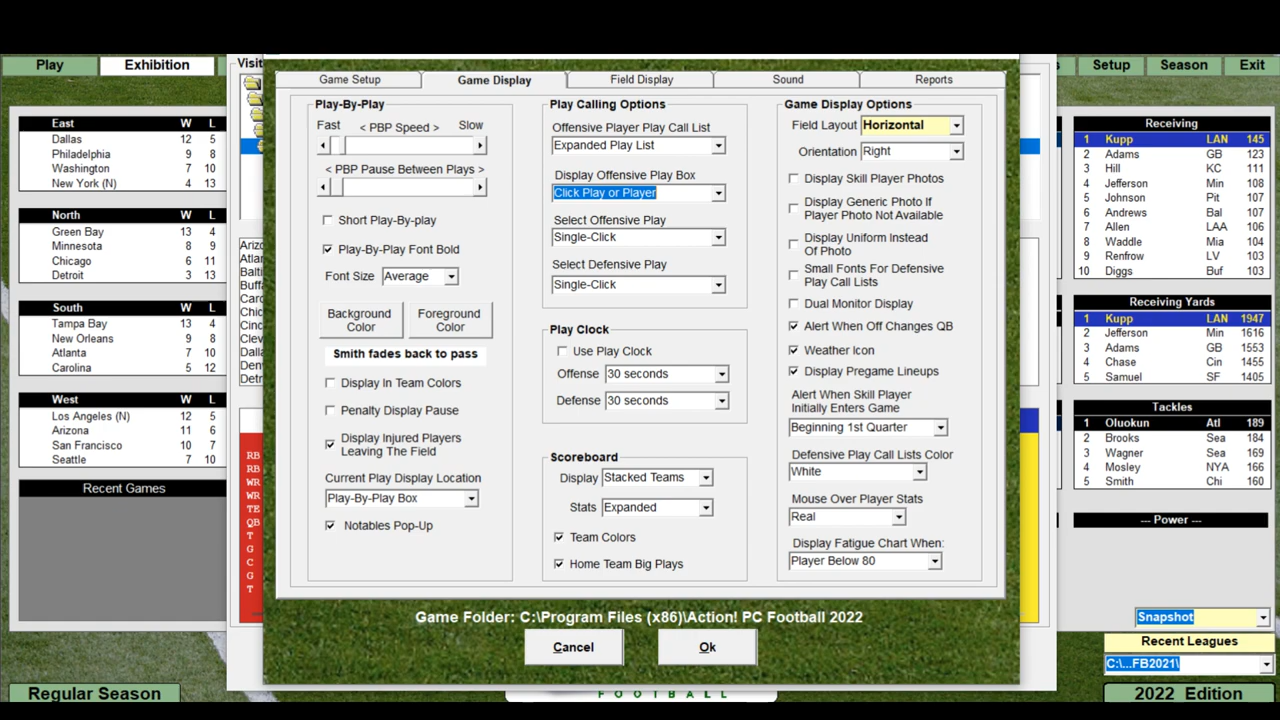 Play
Exhibition
Visit
s
Setup
Season
Exit
East W L
Dallas 12 5
Philadelphia 9 8
Washington 7 10
New York (N) 4 13
North W L
Green Bay 13 4
Minnesota 8 9
Chicago 6 11
Detroit 3 13
South W L
Tampa Bay 13 4
New Orleans 9 8
Atlanta 7 10
Carolina 5 12
West W L
Los Angeles (N) 12 5
Arizona 11 6
San Francisco 10 7
Seattle 7 10
Recent Games
Regular Season
Arizo
Atlan
Baltin
Buffa
Caro
Chic
Cinc
Clev
Dalla
Denv
Detr
RB
RB
WR
WR
TE
QB
T
G
C
G
T
Game Setup
Game Display
Field Display
Sound
Reports
Play-By-Play
Fast < PBP Speed > Slow
< PBP Pause Between Plays >
Short Play-By-play
Play-By-Play Font Bold
Font Size Average
Background Color
Foreground Color
Smith fades back to pass
Display In Team Colors
Penalty Display Pause
Display Injured Players
Leaving The Field
Current Play Display Location
Play-By-Play Box
Notables Pop-Up
Play Calling Options
Offensive Player Play Call List
Expanded Play List
Display Offensive Play Box
Click Play or Player
Select Offensive Play
Single-Click
Select Defensive Play
Single-Click
Play Clock
Use Play Clock
Offense 30 seconds
Defense 30 seconds
Scoreboard
Display Stacked Teams
Stats Expanded
Team Colors
Home Team Big Plays
Game Display Options
Field Layout Horizontal
Orientation Right
Display Skill Player Photos
Display Generic Photo If
Player Photo Not Available
Display Uniform Instead
Of Photo
Small Fonts For Defensive
Play Call Lists
Dual Monitor Display
Alert When Off Changes QB
Weather Icon
Display Pregame Lineups
Alert When Skill Player
Initially Enters Game
Beginning 1st Quarter
Defensive Play Call Lists Color
White
Mouse Over Player Stats
Real
Display Fatigue Chart When:
Player Below 80
Game Folder: C:\Program Files (x86)\Action! PC Football 2022
Cancel
Ok
FOOTBALL
Receiving
1 Kupp LAN 145
2 Adams GB 123
3 Hill KC 111
4 Jefferson Min 108
5 Johnson Pit 107
6 Andrews Bal 107
7 Allen LAA 106
8 Waddle Mia 104
9 Renfrow LV 103
10 Diggs Buf 103
Receiving Yards
1 Kupp LAN 1947
2 Jefferson Min 1616
3 Adams GB 1553
4 Chase Cin 1455
5 Samuel SF 1405
Tackles
1 Oluokun Atl 189
2 Brooks Sea 184
3 Wagner Sea 169
4 Mosley NYA 166
5 Smith Chi 160
--- Power ---
Snapshot
Recent Leagues
C:\...FB2021\
2022 Edition